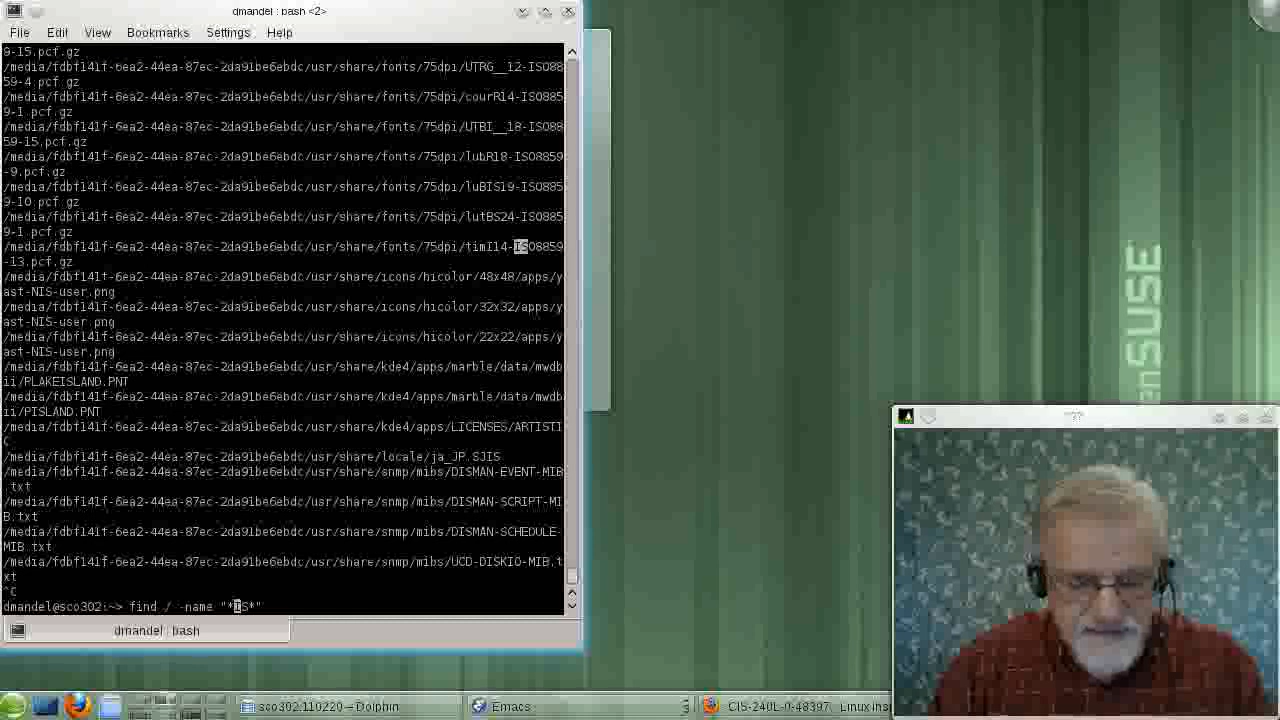 dmandel : bash <2>
File Edit View Bookmarks Settings Help
9-15.pcf.gz
/media/fdbf141f-6ea2-44ea-87ec-2da91be6ebdc/usr/share/fonts/75dpi/UTRG__12-ISO88
59-4.pcf.gz
/media/fdbf141f-6ea2-44ea-87ec-2da91be6ebdc/usr/share/fonts/75dpi/courR14-ISO885
9-1.pcf.gz
/media/fdbf141f-6ea2-44ea-87ec-2da91be6ebdc/usr/share/fonts/75dpi/UTBI__18-ISO88
59-15.pcf.gz
/media/fdbf141f-6ea2-44ea-87ec-2da91be6ebdc/usr/share/fonts/75dpi/lubR18-ISO8859
-9.pcf.gz
/media/fdbf141f-6ea2-44ea-87ec-2da91be6ebdc/usr/share/fonts/75dpi/luBIS19-ISO885
9-10.pcf.gz
/media/fdbf141f-6ea2-44ea-87ec-2da91be6ebdc/usr/share/fonts/75dpi/lutBS24-ISO885
9-1.pcf.gz
/media/fdbf141f-6ea2-44ea-87ec-2da91be6ebdc/usr/share/fonts/75dpi/timI14-ISO8859
-13.pcf.gz
/media/fdbf141f-6ea2-44ea-87ec-2da91be6ebdc/usr/share/icons/hicolor/48x48/apps/y
ast-NIS-user.png
/media/fdbf141f-6ea2-44ea-87ec-2da91be6ebdc/usr/share/icons/hicolor/32x32/apps/y
ast-NIS-user.png
/media/fdbf141f-6ea2-44ea-87ec-2da91be6ebdc/usr/share/icons/hicolor/22x22/apps/y
ast-NIS-user.png
/media/fdbf141f-6ea2-44ea-87ec-2da91be6ebdc/usr/share/kde4/apps/marble/data/mwdb
ii/PLAKEISLAND.PNT
/media/fdbf141f-6ea2-44ea-87ec-2da91be6ebdc/usr/share/kde4/apps/marble/data/mwdb
ii/PISLAND.PNT
/media/fdbf141f-6ea2-44ea-87ec-2da91be6ebdc/usr/share/kde4/apps/LICENSES/ARTISTI
C
/media/fdbf141f-6ea2-44ea-87ec-2da91be6ebdc/usr/share/locale/ja_JP.SJIS
/media/fdbf141f-6ea2-44ea-87ec-2da91be6ebdc/usr/share/snmp/mibs/DISMAN-EVENT-MIB
.txt
/media/fdbf141f-6ea2-44ea-87ec-2da91be6ebdc/usr/share/snmp/mibs/DISMAN-SCRIPT-MI
B.txt
/media/fdbf141f-6ea2-44ea-87ec-2da91be6ebdc/usr/share/snmp/mibs/DISMAN-SCHEDULE-
MIB.txt
/media/fdbf141f-6ea2-44ea-87ec-2da91be6ebdc/usr/share/snmp/mibs/UCD-DISKIO-MIB.t
xt
^C
dmandel@sco302:~> find / -name "*IS*"
dmandel : bash
enSUSE
"??
sco302.110220 – Dolphin
Emacs
3
CIS-240L-0-48397\_Linux Ins